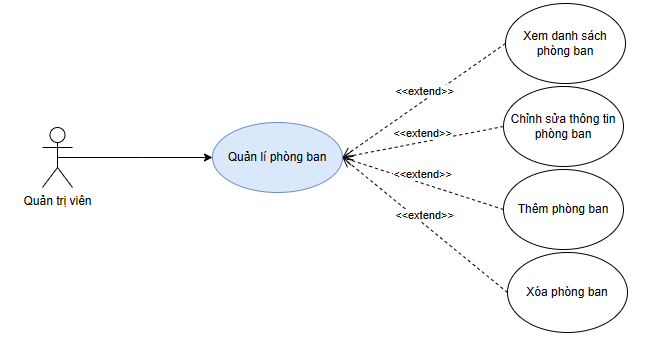 Xem danh sách
phòng ban
<<extend>>
Chỉnh sửa thông tin
phòng ban
<<extend>>
Quản lí phòng ban
<<extend>>
Quản trị viên
Thêm phòng ban
<<extend>>
Xóa phòng ban